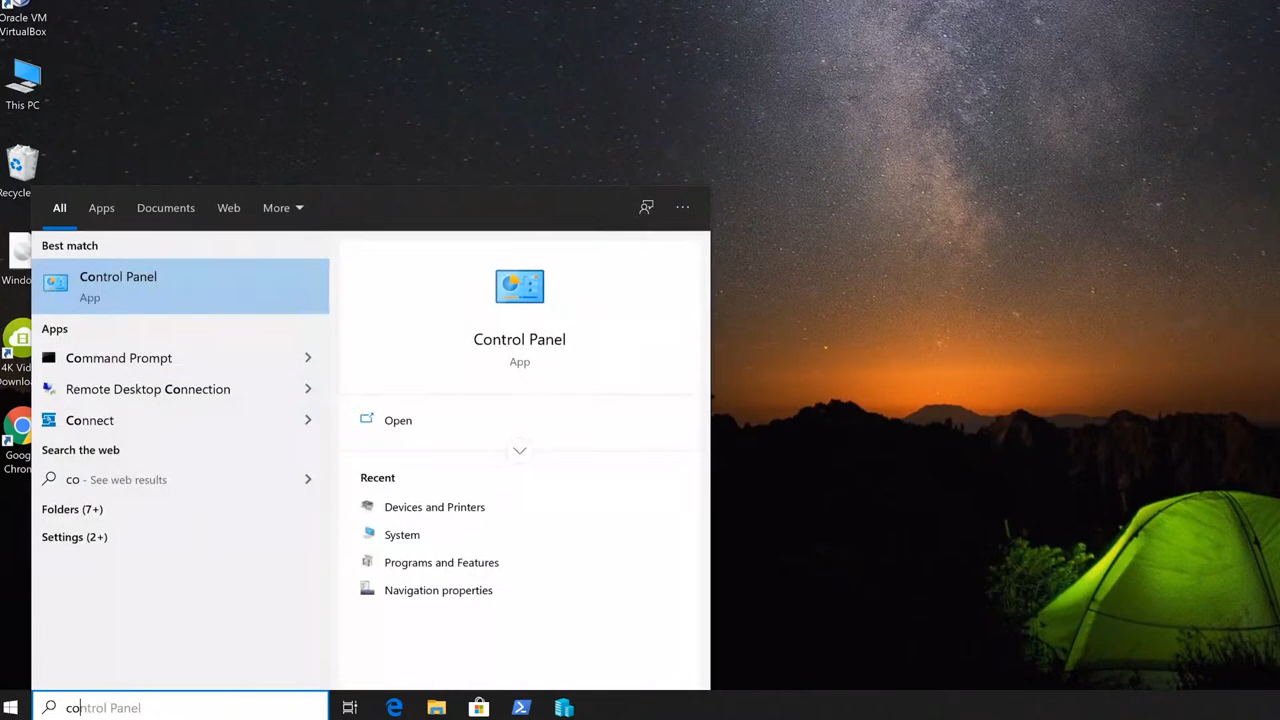 Oracle VM
VirtualBox
This PC
Recycle
Windo
4K Vid
Downlo
Goog
Chron
All Apps Documents Web More
Best match
Control Panel
App
Apps
Command Prompt
Remote Desktop Connection
Connect
Search the web
co - See web results
Folders (7+)
Settings (2+)
Control Panel
App
Open
Recent
Devices and Printers
System
Programs and Features
Navigation properties
control Panel